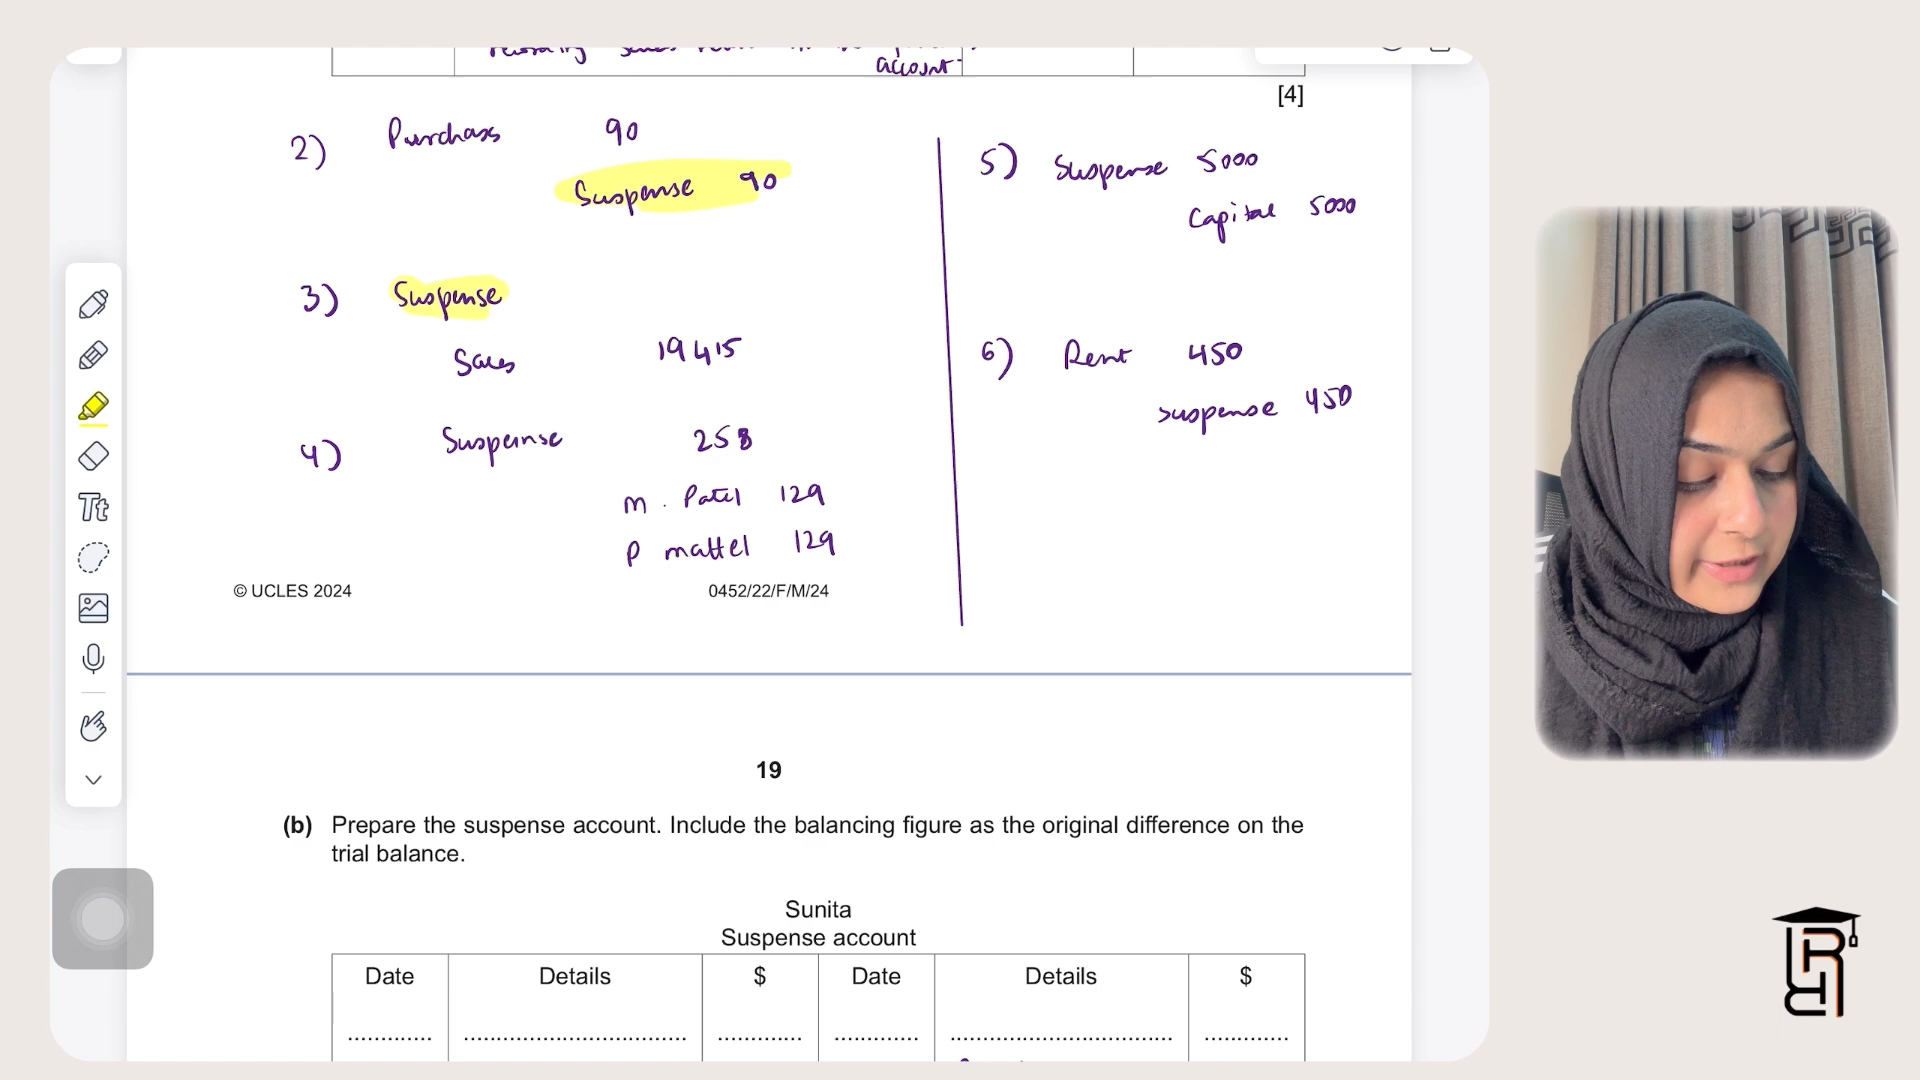 account-
[4]
2) Purchases 90
Suspense 90
3) Suspense
Sales 19415
4) Suspense 258
M. Patel 129
P mattel 129
5) Suspense 5000
Capital 5000
6) Rent 450
suspense 450
© UCLES 2024 0452/22/F/M/24
19
(b) Prepare the suspense account. Include the balancing figure as the original difference on the
trial balance.
Sunita
Suspense account
Date Details $ Date Details $
Tt